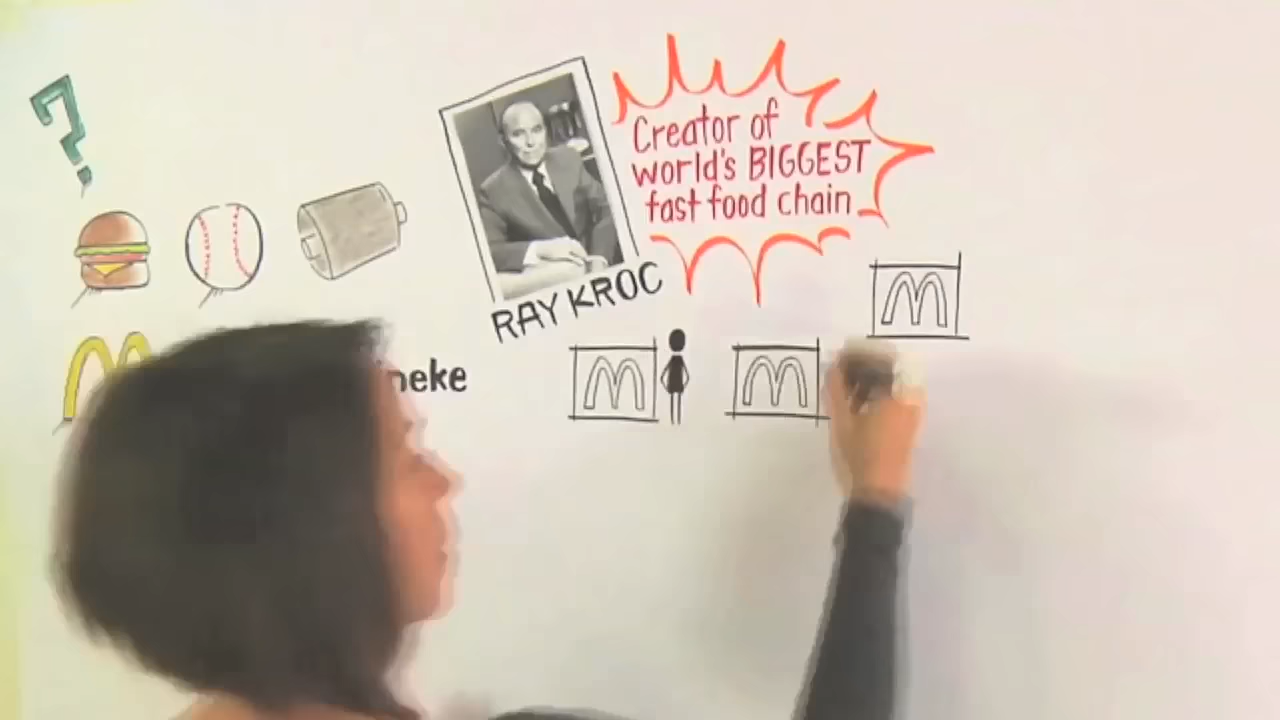 ?
Creator of
world's BIGGEST
fast food chain
RAY KROC
neke